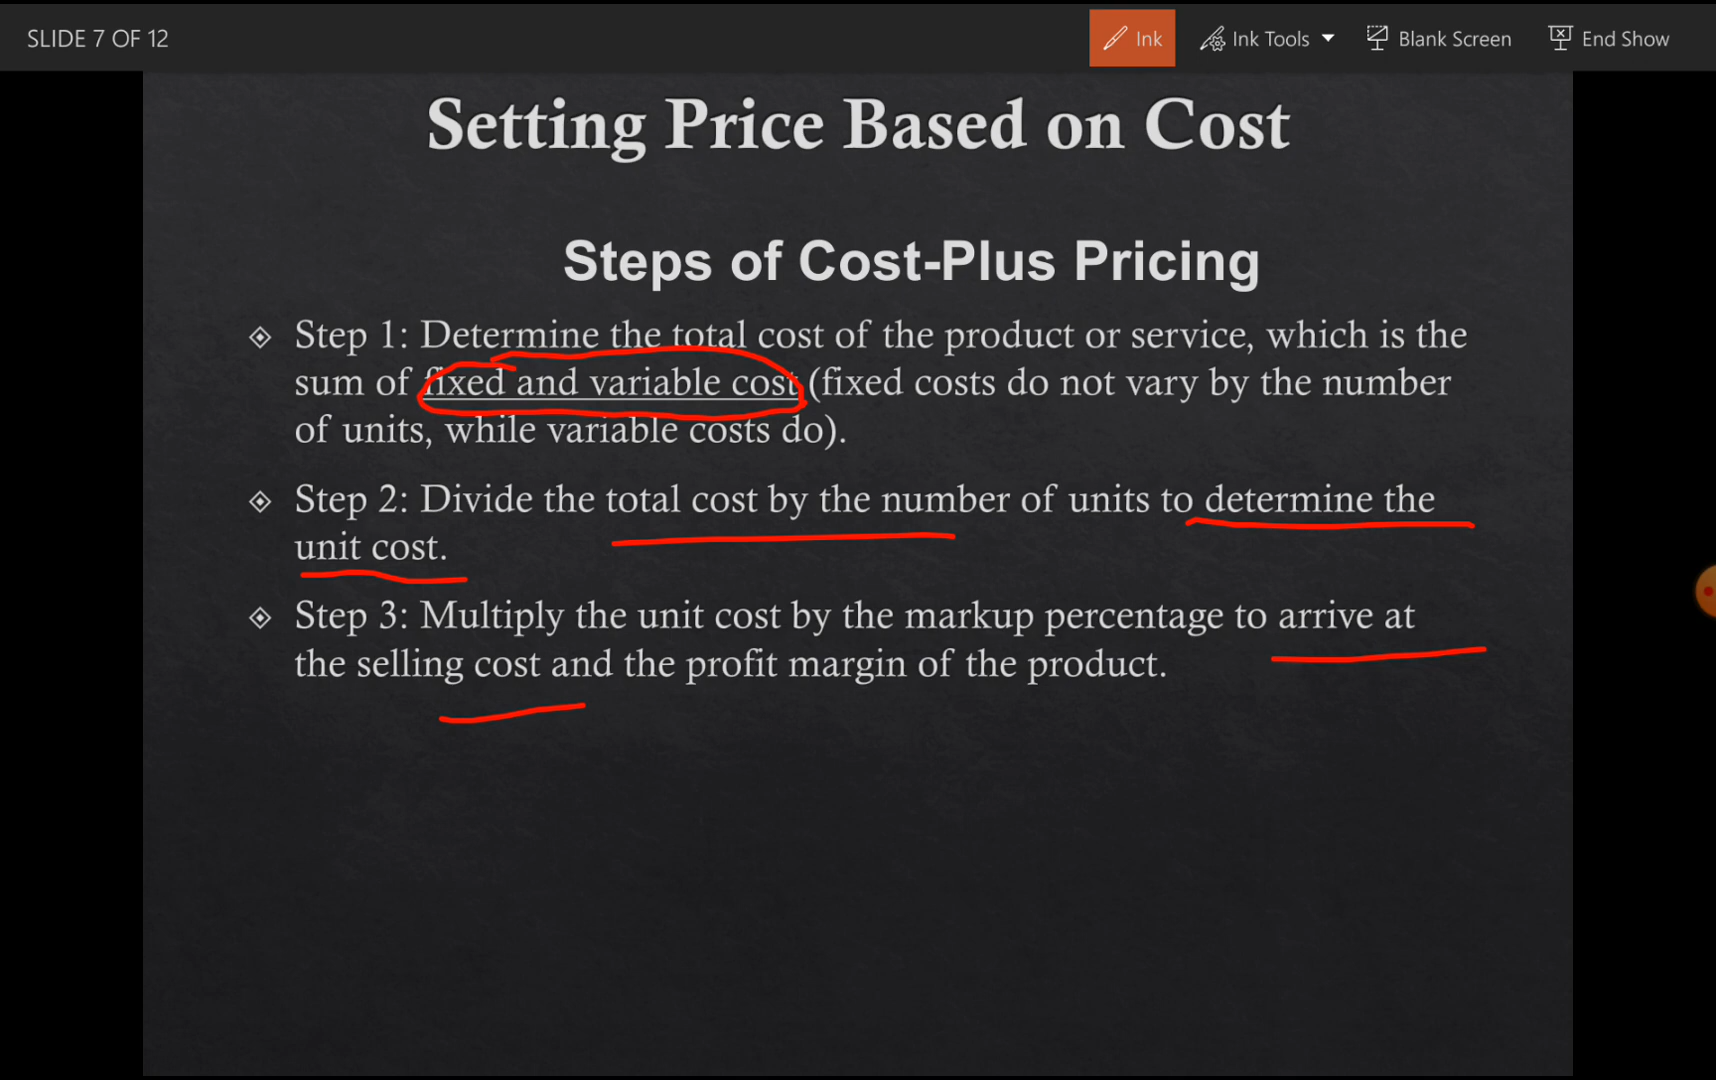 SLIDE 7 OF 12
Ink
Ink Tools
Blank Screen
End Show
Setting Price Based on Cost
Steps of Cost-Plus Pricing
Step 1: Determine the total cost of the product or service, which is the
sum of fixed and variable cost (fixed costs do not vary by the number
of units, while variable costs do).
Step 2: Divide the total cost by the number of units to determine the
unit cost.
Step 3: Multiply the unit cost by the markup percentage to arrive at
the selling cost and the profit margin of the product.